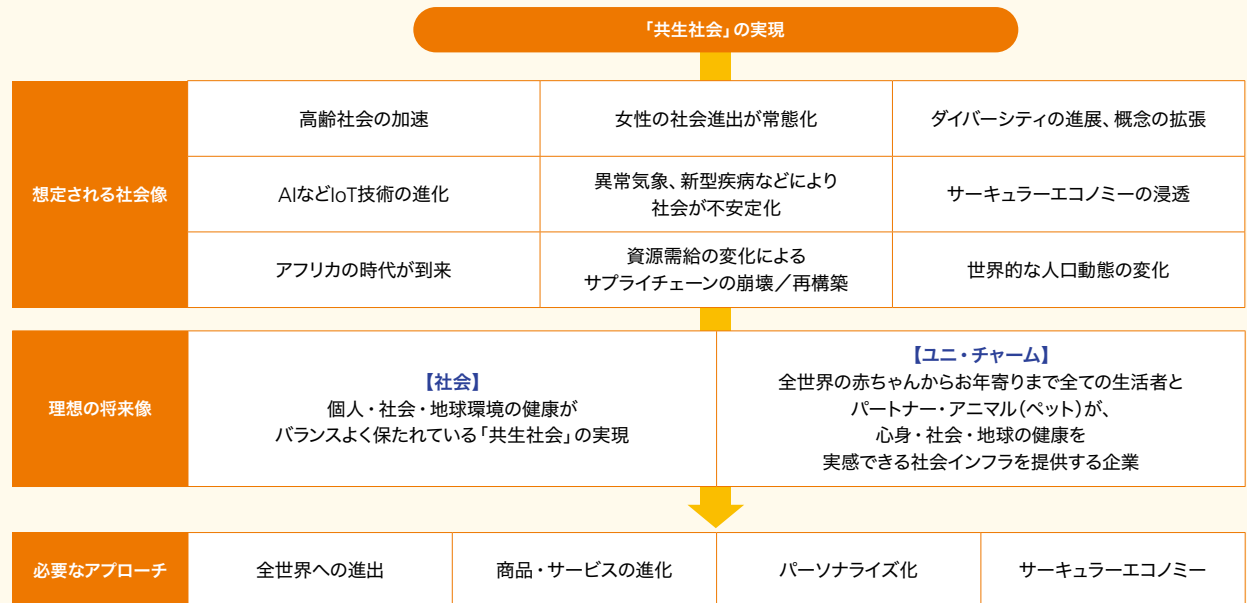 「共生社会」の実現
想定される社会像
高齢社会の加速
女性の社会進出が常態化
ダイバーシティの進展、概念の拡張
AIなどIoT技術の進化
異常気象、新型疾病などにより
社会が不安定化
サーキュラーエコノミーの浸透
アフリカの時代が到来
資源需給の変化による
サプライチェーンの崩壊／再構築
世界的な人口動態の変化
理想の将来像
【社会】
個人・社会・地球環境の健康が
バランスよく保たれている「共生社会」の実現
【ユニ・チャーム】
全世界の赤ちゃんからお年寄りまで全ての生活者と
パートナー・アニマル（ペット）が、
心身・社会・地球の健康を
実感できる社会インフラを提供する企業
必要なアプローチ
全世界への進出
商品・サービスの進化
パーソナライズ化
サーキュラーエコノミー